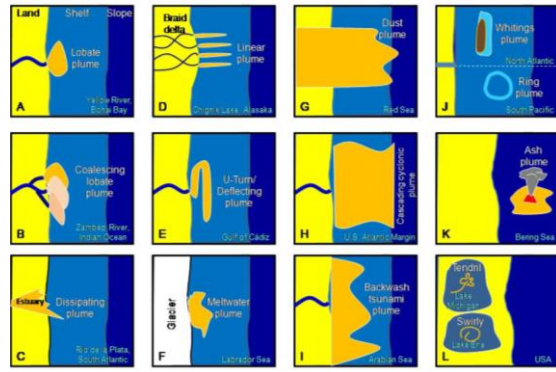 Land Shelf Slope
Lobate
plume
A
Yellow River,
Bohai Bay
Braid
delta
Linear
plume
D
Chignik Lake, Alasaka
Dust
plume
G
Red Sea
Whitings
plume
North Atlantic
Ring
plume
J
South Pacific
Coalescing
lobate
plume
B
Zambezi River,
Indian Ocean
U-Turn/
Deflecting
plume
E
Gulf of Cádiz
Cascading cyclonic
plume
H
U.S. Atlantic Margin
Ash
plume
K
Bering Sea
Estuary
Dissipating
plume
C
Rio de la Plata,
South Atlantic
Glacier
Meltwater
plume
F
Labrador Sea
Backwash
tsunami
plume
I
Arabian Sea
Tendril
Lake
Michigan
Swirly
Lake Erie
L
USA